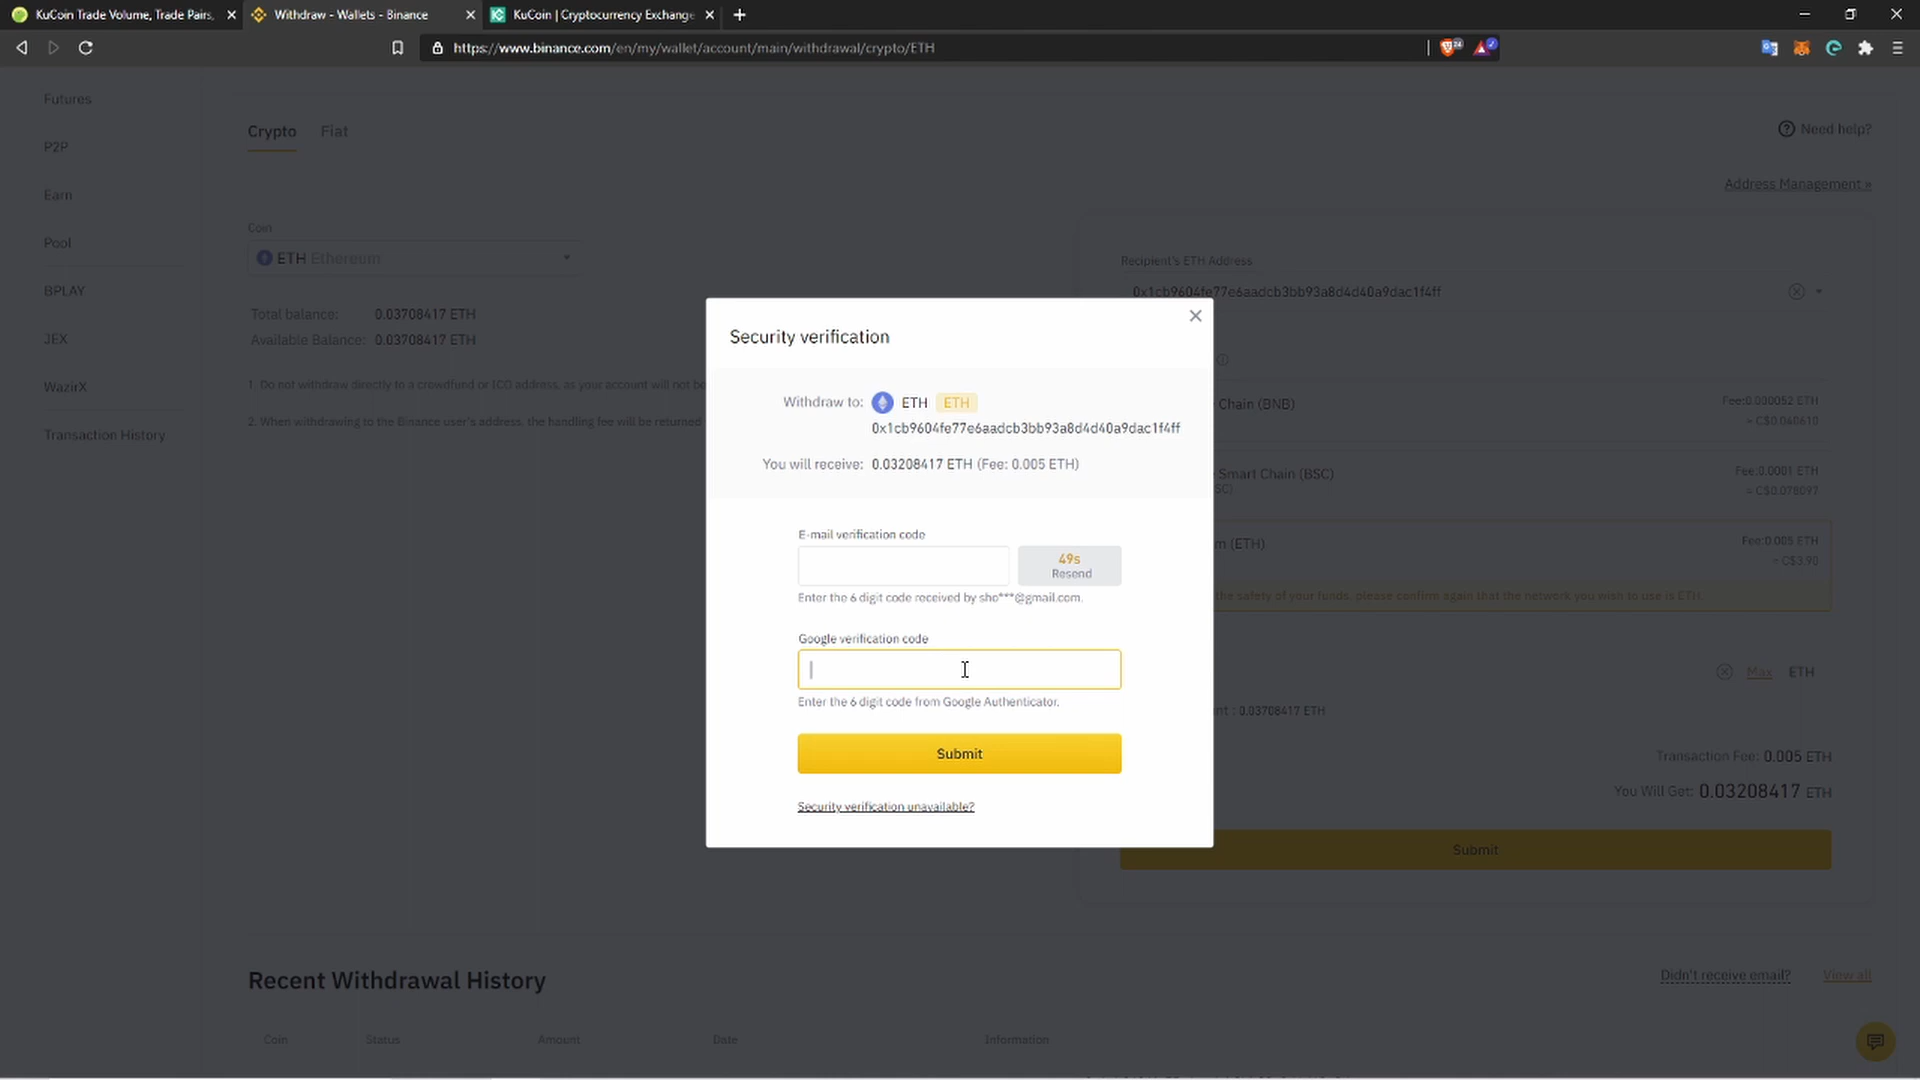 KuCoin Trade Volume, Trade Pairs,
Withdraw - Wallets - Binance
KuCoin | Cryptocurrency Exchange
https://www.binance.com/en/my/wallet/account/main/withdrawal/crypto/ETH
24
Futures
P2P
Earn
Pool
BPLAY
JEX
WazirX
Transaction History
Crypto
Fiat
Need help?
Address Management »
Coin
ETH Ethereum
Total balance: 0.03708417 ETH
Available Balance: 0.03708417 ETH
1. Do not withdraw directly to a crowdfund or ICO address, as your account will not be
2. When withdrawing to the Binance user's address, the handling fee will be returned
Recipient's ETH Address
0x1cb9604fe77e6aadcb3bb93a8d4d40a9dac1f4ff
Chain (BNB)
Fee:0.000052 ETH
≈ C$0.040610
Smart Chain (BSC)
SC)
Fee:0.0001 ETH
≈ C$0.078097
m (ETH)
Fee:0.005 ETH
≈ C$3.90
the safety of your funds, please confirm again that the network you wish to use is ETH.
Max ETH
nt : 0.03708417 ETH
Transaction Fee: 0.005 ETH
You Will Get: 0.03208417 ETH
Submit
Security verification
Withdraw to: ETH ETH
0x1cb9604fe77e6aadcb3bb93a8d4d40a9dac1f4ff
You will receive: 0.03208417 ETH (Fee: 0.005 ETH)
E-mail verification code
49s
Resend
Enter the 6 digit code received by sho***@gmail.com.
Google verification code
Enter the 6 digit code from Google Authenticator.
Submit
Security verification unavailable?
Recent Withdrawal History
Didn't receive email?
View all
Coin Status Amount Date Information